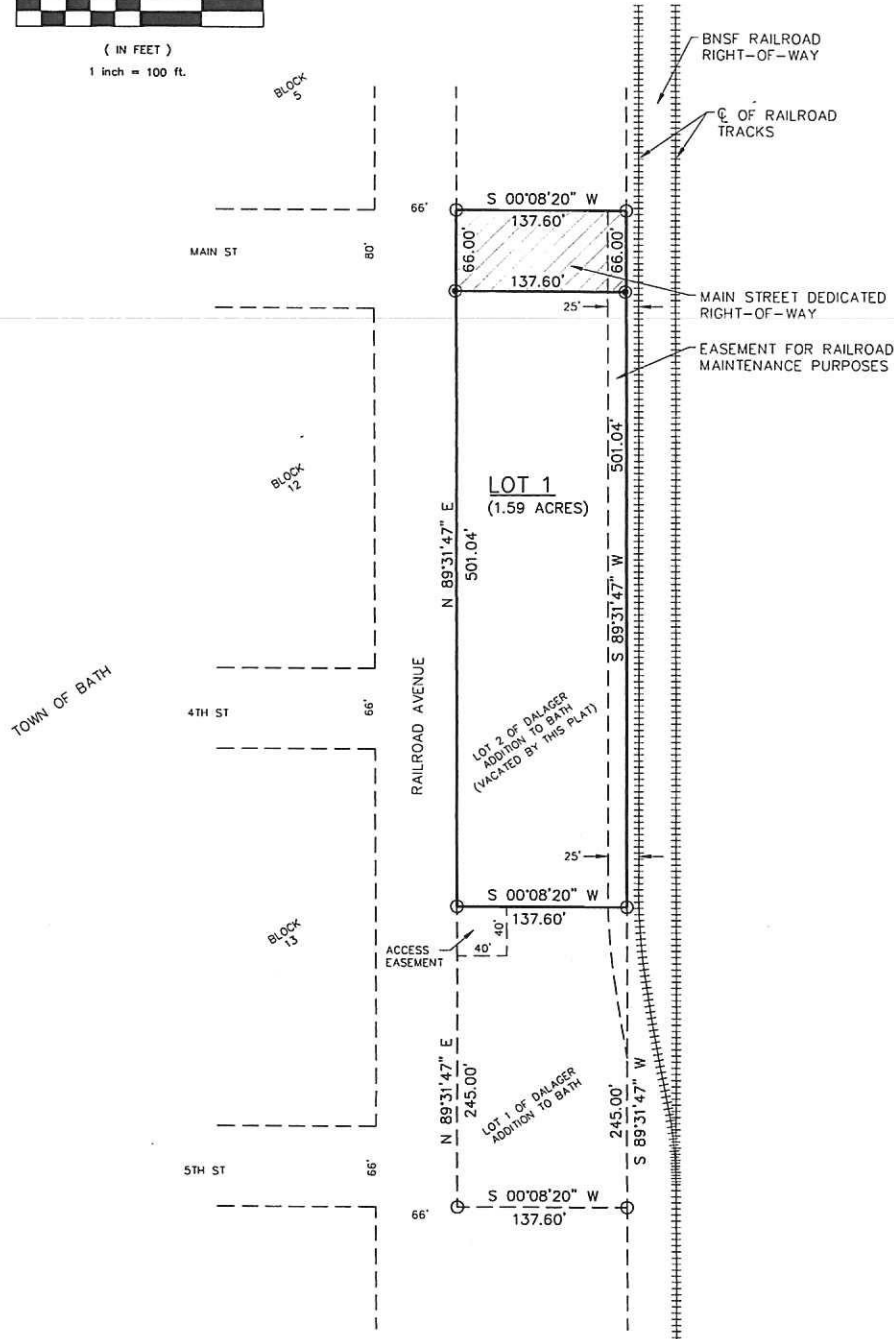 ( IN FEET )
1 inch = 100 ft.
BLOCK
5
BNSF RAILROAD
RIGHT-OF-WAY
℄ OF RAILROAD
TRACKS
66'
S 00°08'20" W
137.60'
MAIN ST
80'
66.00'
66.00'
137.60'
25'
MAIN STREET DEDICATED
RIGHT-OF-WAY
EASEMENT FOR RAILROAD
MAINTENANCE PURPOSES
BLOCK
12
LOT 1
(1.59 ACRES)
N 89°31'47" E
501.04'
501.04'
S 89°31'47" W
TOWN OF BATH
4TH ST
66'
RAILROAD AVENUE
LOT 2 OF DALAGER
ADDITION TO BATH
(VACATED BY THIS PLAT)
25'
S 00°08'20" W
137.60'
BLOCK
13
ACCESS
EASEMENT
40'
40'
N 89°31'47" E
245.00'
LOT 1 OF DALAGER
ADDITION TO BATH
245.00'
S 89°31'47" W
5TH ST
66'
66'
S 00°08'20" W
137.60'